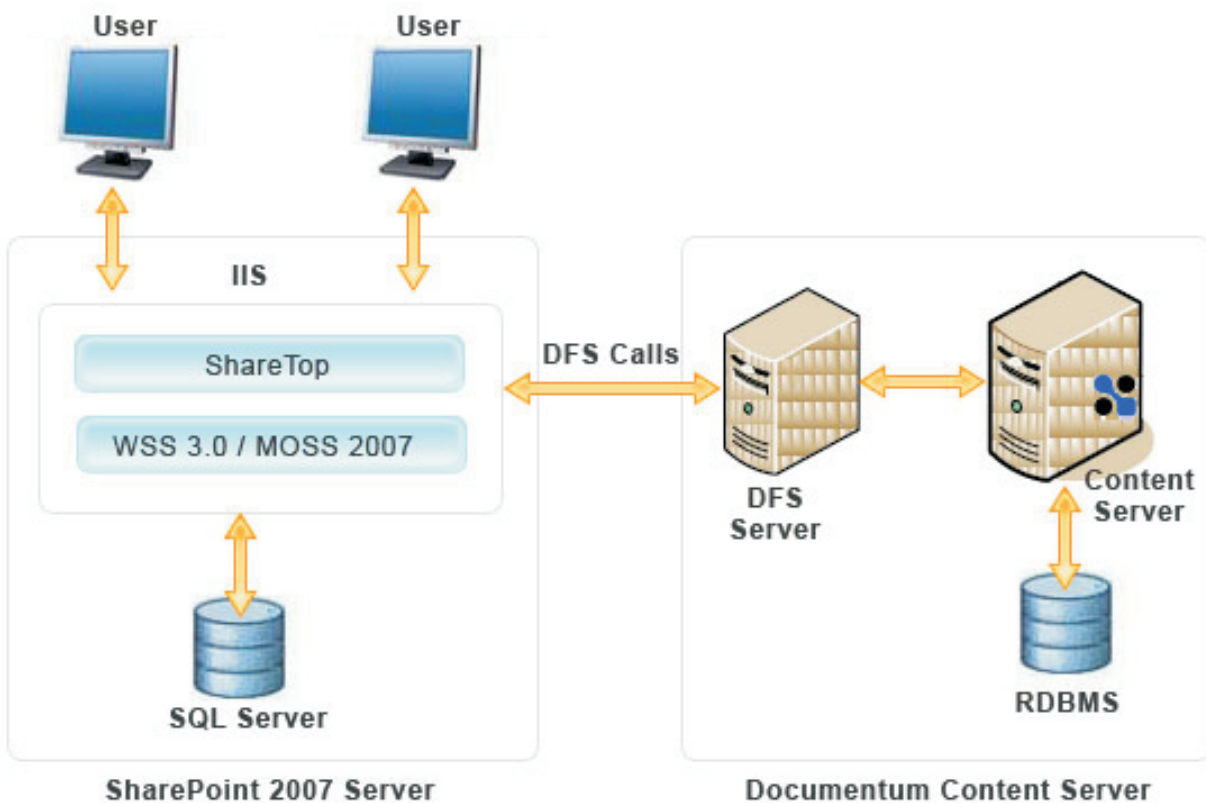 User
User
IIS
ShareTop
WSS 3.0 / MOSS 2007
SQL Server
SharePoint 2007 Server
DFS Calls
DFS
Server
Content
Server
RDBMS
Documentum Content Server